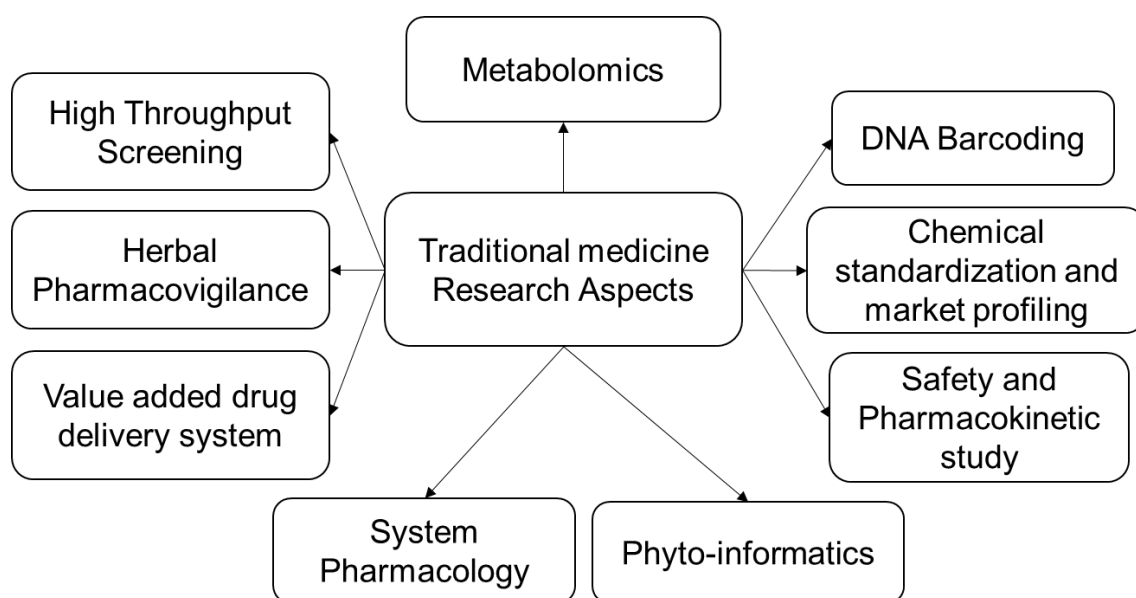 Metabolomics
High Throughput
Screening
DNA Barcoding
Herbal
Pharmacovigilance
Traditional medicine
Research Aspects
Chemical
standardization and
market profiling
Value added drug
delivery system
Safety and
Pharmacokinetic
study
System
Pharmacology
Phyto-informatics